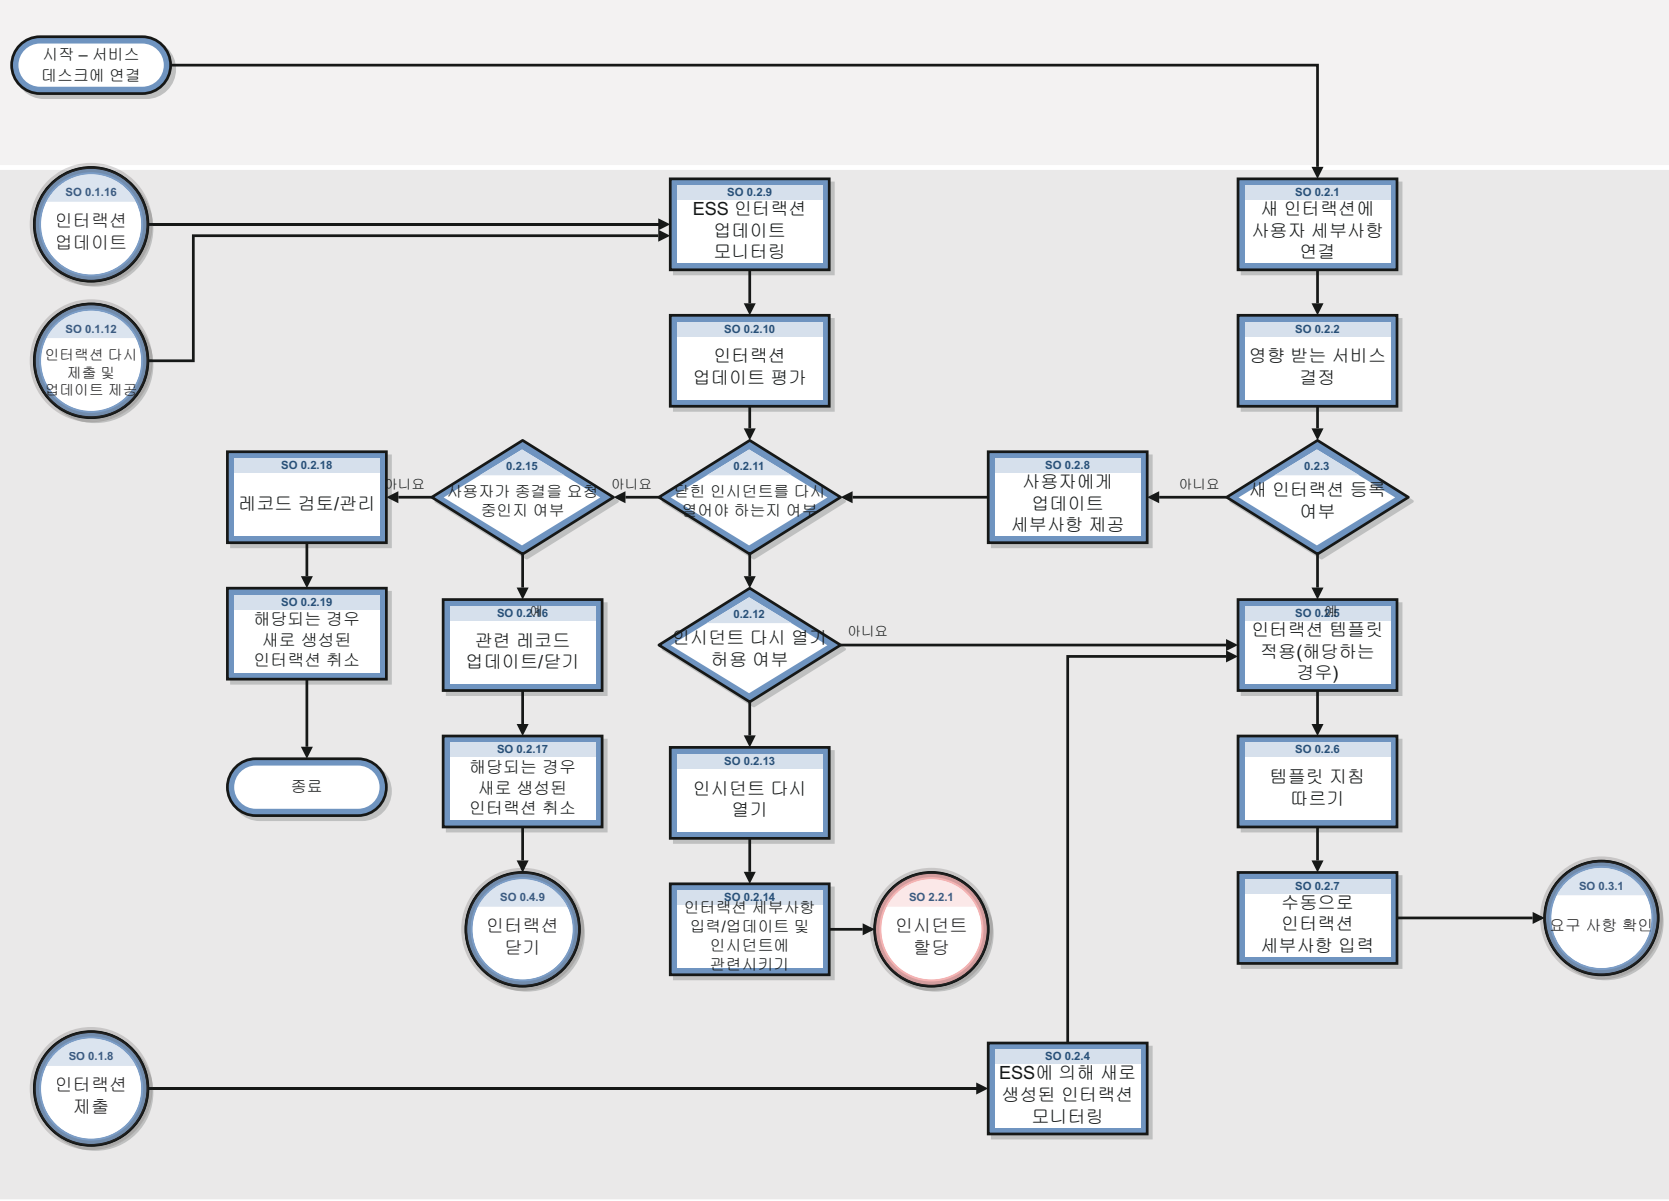 시작 – 서비스
데스크에 연결
SO 0.1.16
인터랙션
업데이트
SO 0.2.9
ESS 인터랙션
업데이트
모니터링
SO 0.2.1
새 인터랙션에
사용자 세부사항
연결
SO 0.1.12
인터랙션 다시
제출 및
업데이트 제공
SO 0.2.10
인터랙션
업데이트 평가
SO 0.2.2
영향 받는 서비스
결정
SO 0.2.18
레코드 검토/관리
아니요
0.2.15
사용자가 종결을 요청
중인지 여부
아니요
0.2.11
닫힌 인시던트를 다시
열어야 하는지 여부
SO 0.2.8
사용자에게
업데이트
세부사항 제공
아니요
0.2.3
새 인터랙션 등록
여부
SO 0.2.19
해당되는 경우
새로 생성된
인터랙션 취소
예
SO 0.2.16
관련 레코드
업데이트/닫기
0.2.12
인시던트 다시 열기
허용 여부
아니요
예
SO 0.2.5
인터랙션 템플릿
적용(해당하는
경우)
종료
SO 0.2.17
해당되는 경우
새로 생성된
인터랙션 취소
SO 0.2.13
인시던트 다시
열기
SO 0.2.6
템플릿 지침
따르기
SO 0.4.9
인터랙션
닫기
SO 0.2.14
인터랙션 세부사항
입력/업데이트 및
인시던트에
관련시키기
SO 2.2.1
인시던트
할당
SO 0.2.7
수동으로
인터랙션
세부사항 입력
SO 0.3.1
요구 사항 확인
SO 0.1.8
인터랙션
제출
SO 0.2.4
ESS에 의해 새로
생성된 인터랙션
모니터링